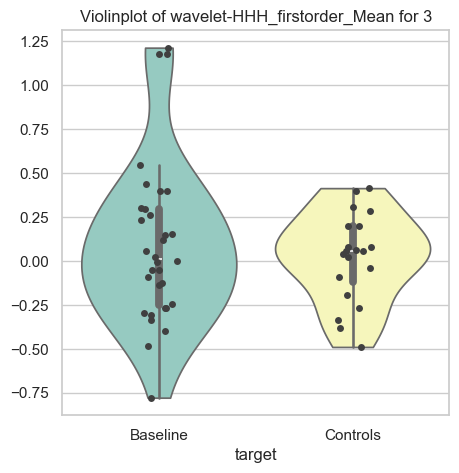 Violinplot of wavelet-HHH_firstorder_Mean for 3
1.25
1.00
0.75
0.50
0.25
0.00
−0.25
−0.50
−0.75
Baseline
Controls
target